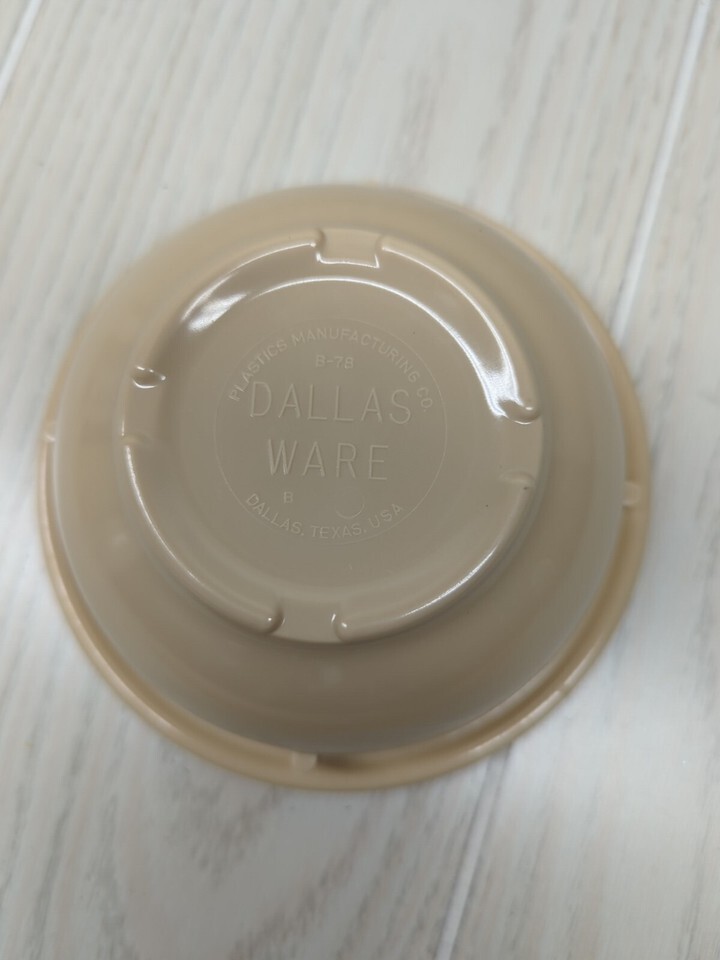 PLASTICS MANUFACTURING CO.
B-78
DALLAS
WARE
B
DALLAS, TEXAS, USA